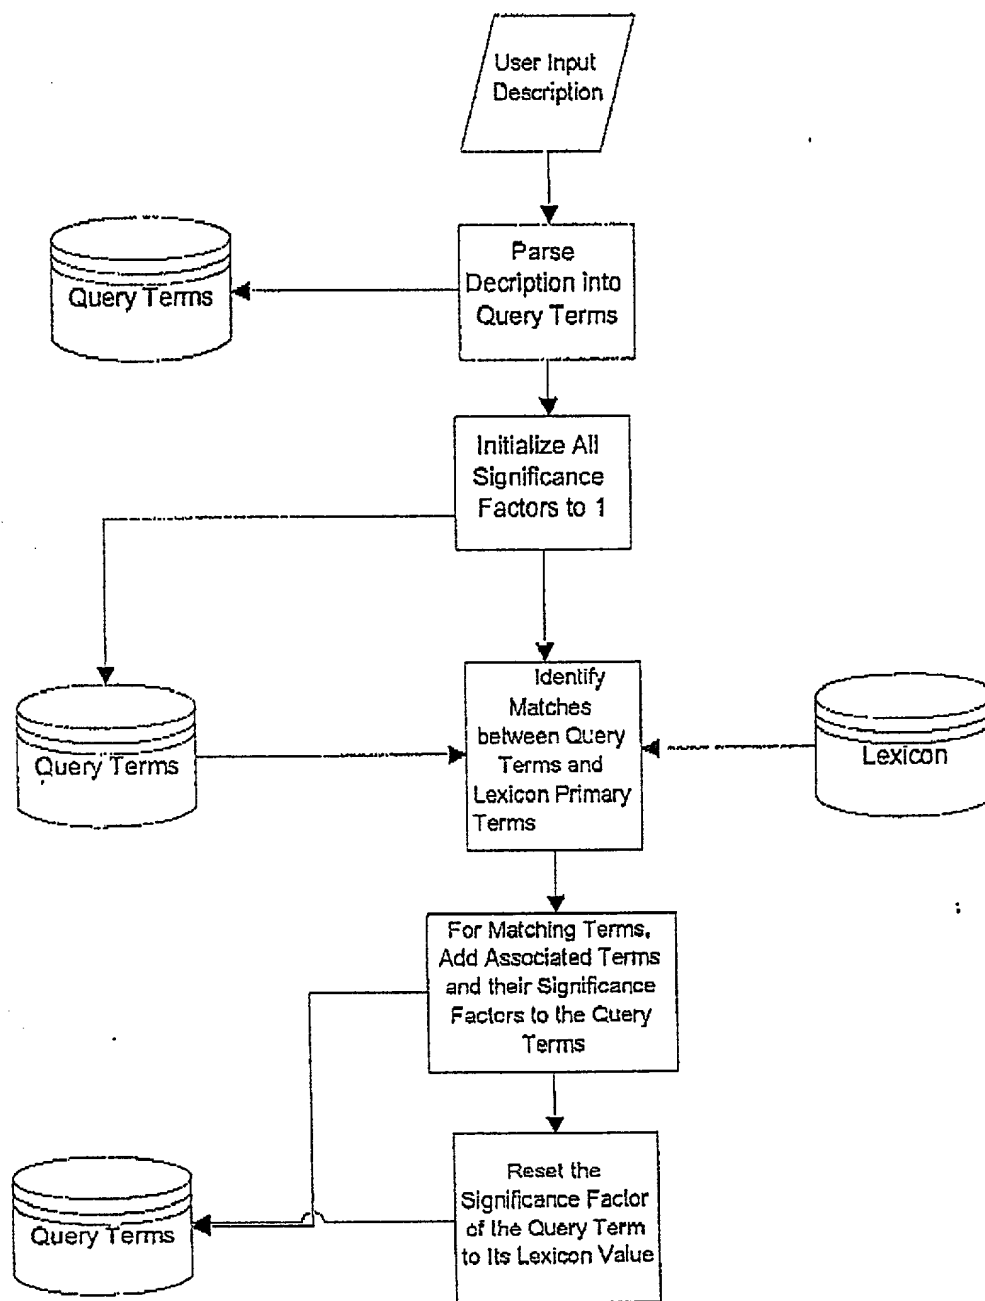 User Input
Description
Parse
Decription into
Query Terms
Query Terms
Initialize All
Significance
Factors to 1
Identify
Matches
between Query
Terms and
Lexicon Primary
Terms
Query Terms
Lexicon
For Matching Terms,
Add Associated Terms
and their Significance
Factors to the Query
Terms
Reset the
Significance Factor
of the Query Term
to Its Lexicon Value
Query Terms